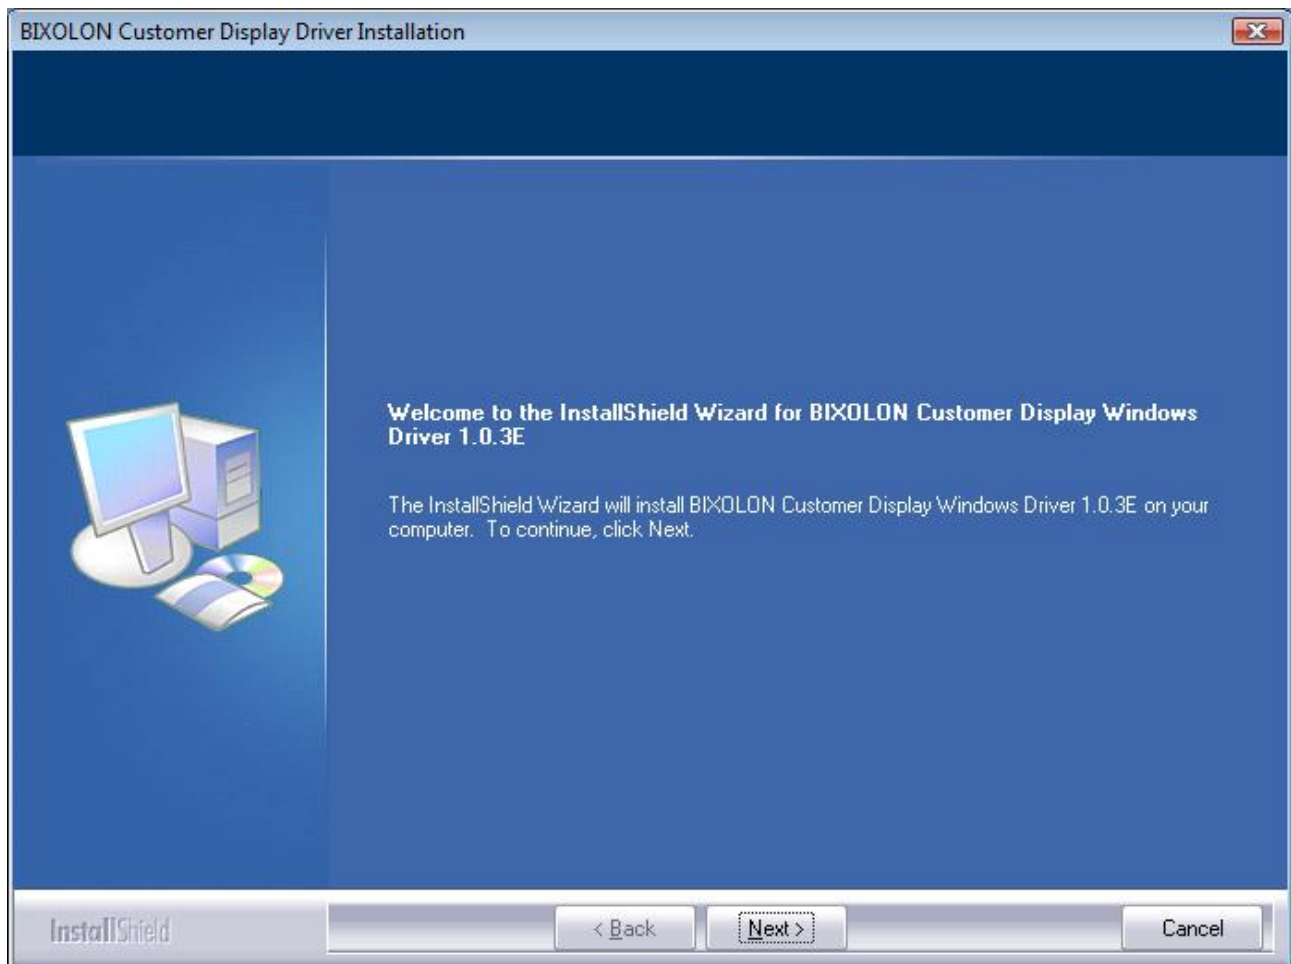 BIXOLON Customer Display Driver Installation
Welcome to the InstallShield Wizard for BIXOLON Customer Display Windows
Driver 1.0.3E
The InstallShield Wizard will install BIXOLON Customer Display Windows Driver 1.0.3E on your
computer. To continue, click Next.
InstallShield
< Back
Next >
Cancel